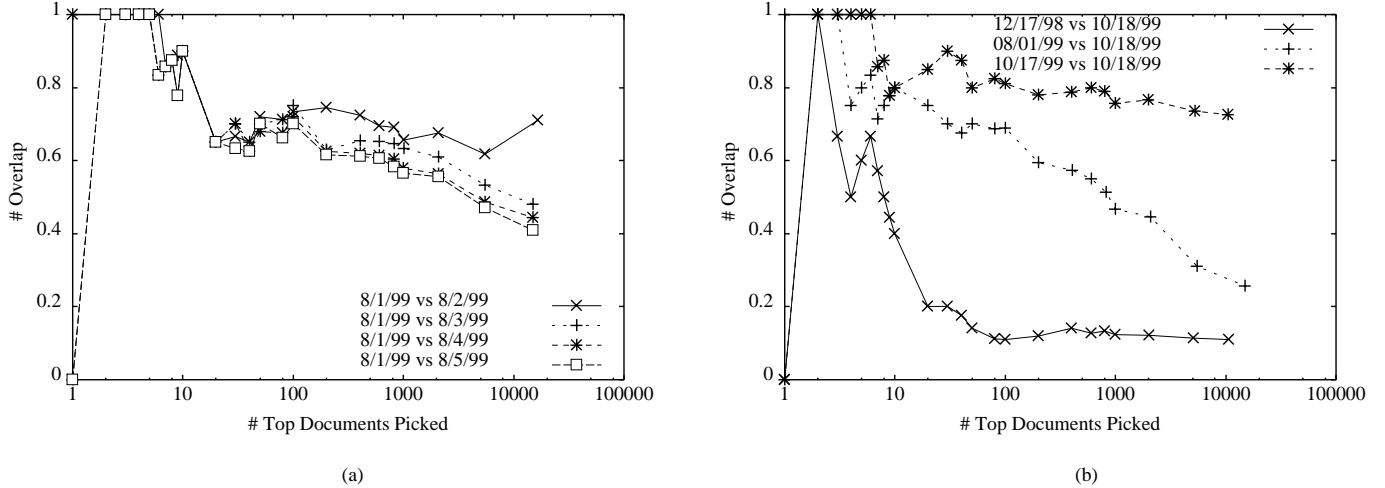 1
0.8
0.6
0.4
0.2
0
# Overlap
1
10
100
1000
10000
100000
# Top Documents Picked
8/1/99 vs 8/2/99
8/1/99 vs 8/3/99
8/1/99 vs 8/4/99
8/1/99 vs 8/5/99
(a)
1
0.8
0.6
0.4
0.2
0
# Overlap
1
10
100
1000
10000
100000
# Top Documents Picked
12/17/98 vs 10/18/99
08/01/99 vs 10/18/99
10/17/99 vs 10/18/99
(b)